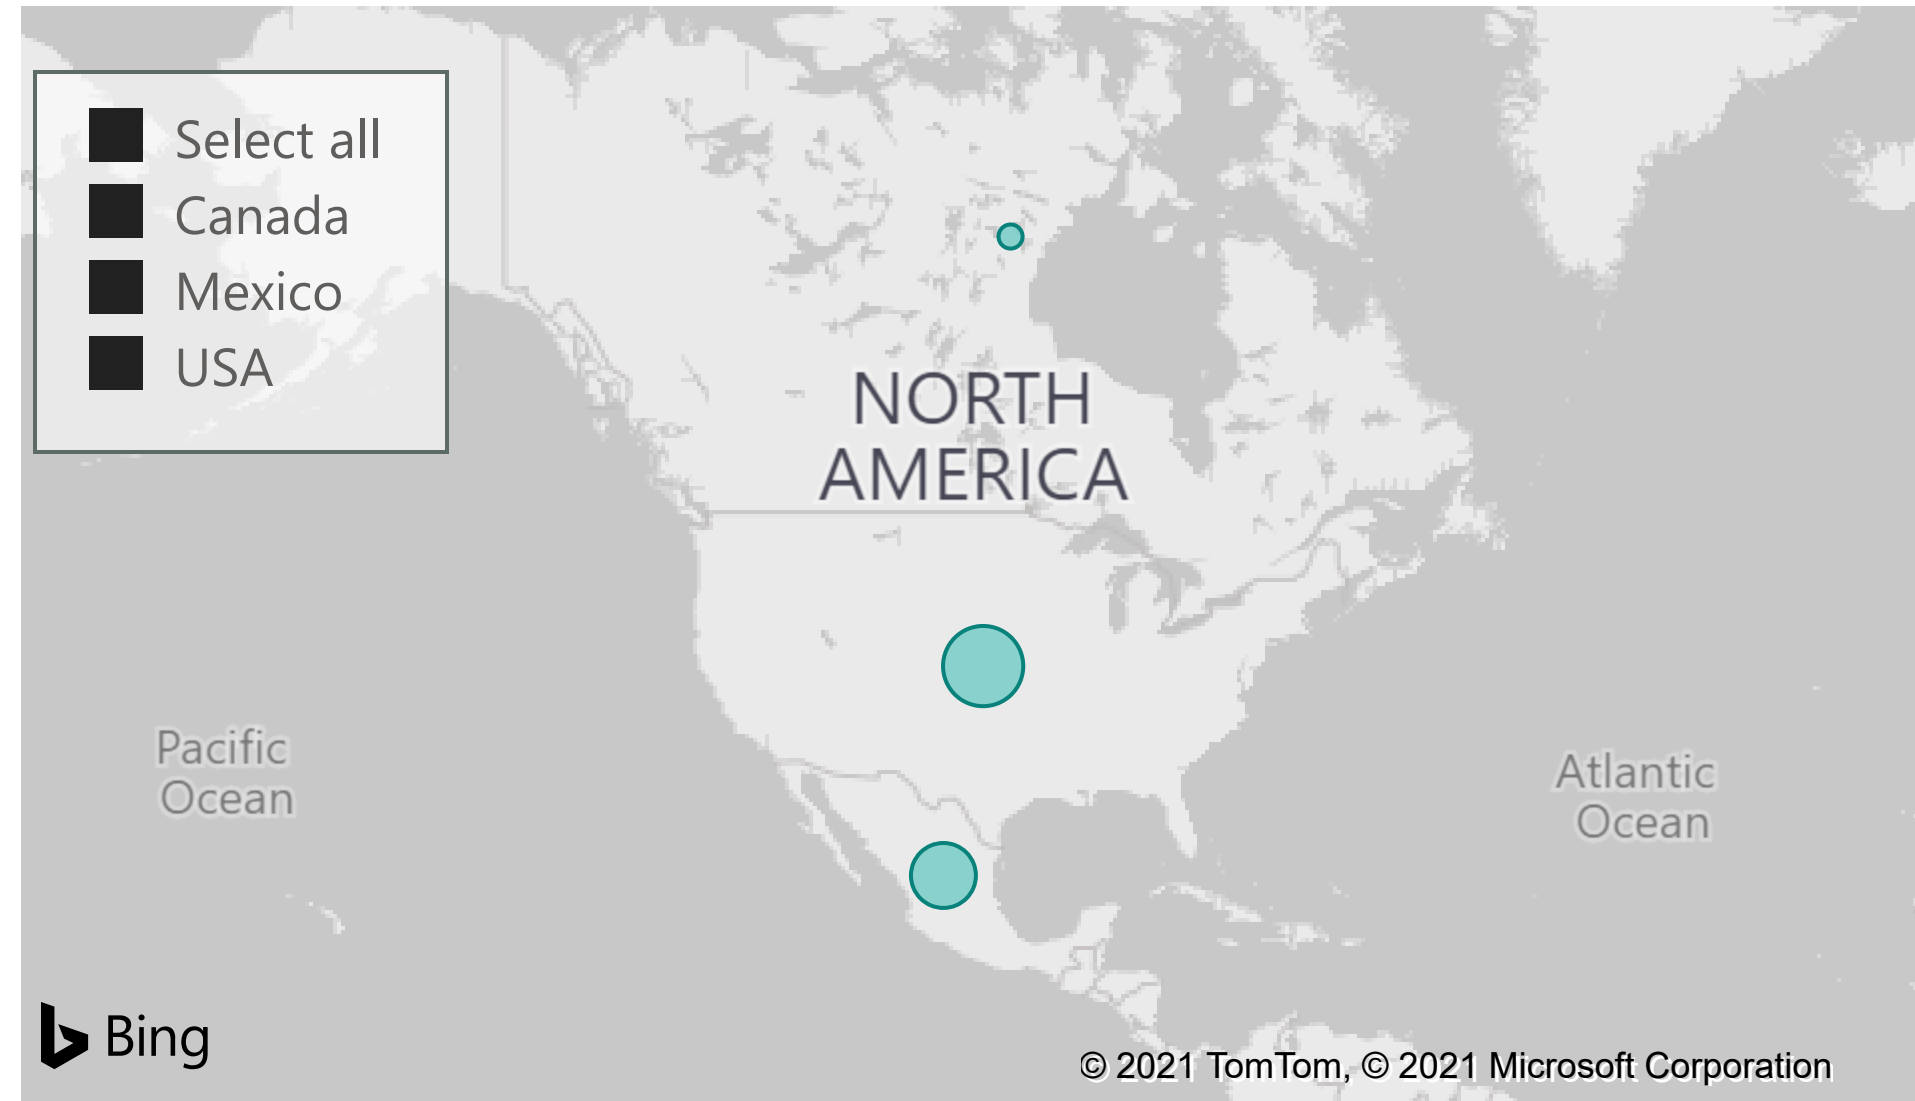 Select all
Canada
Mexico
USA
NORTH
AMERICA
Pacific
Ocean
Atlantic
Ocean
Bing
© 2021 TomTom, © 2021 Microsoft Corporation